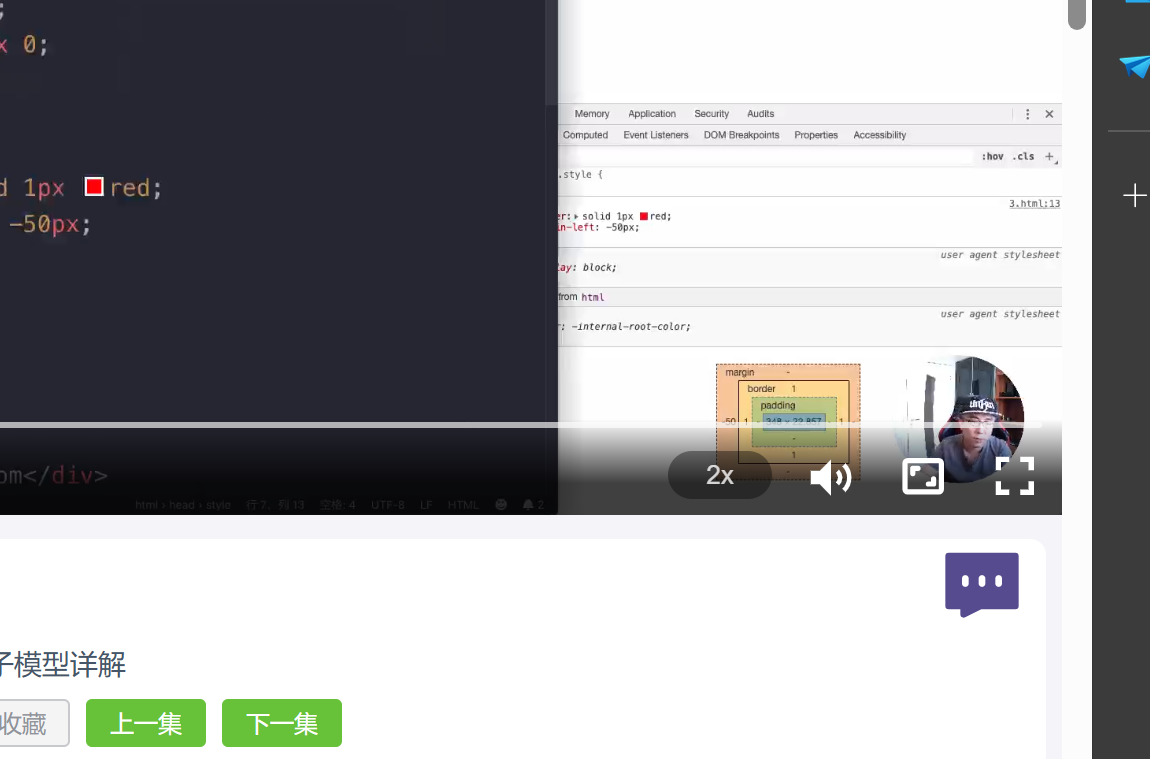 ;
x 0;
d 1px red;
-50px;
om</div>
html › head › style 行 7，列 13 空格: 4 UTF-8 LF HTML 2
Memory Application Security Audits
Computed Event Listeners DOM Breakpoints Properties Accessibility
:hov .cls +
.style {
3.html:13
er: solid 1px red;
in-left: -50px;
user agent stylesheet
lay: block;
from html
user agent stylesheet
r: -internal-root-color;
margin -
border 1
padding
-50 1 - 348 × 22.857 - 1 -
-
1
-
2x
子模型详解
收藏 上一集 下一集